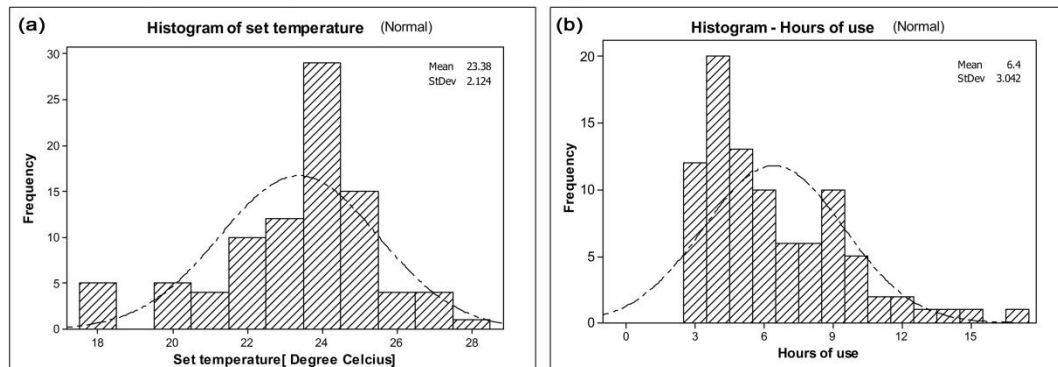 (a)
Histogram of set temperature (Normal)
Mean 23.38
StDev 2.124
Frequency
30
25
20
15
10
5
0
18 20 22 24 26 28
Set temperature[ Degree Celcius]
(b)
Histogram - Hours of use (Normal)
Mean 6.4
StDev 3.042
Frequency
20
15
10
5
0
0 3 6 9 12 15
Hours of use